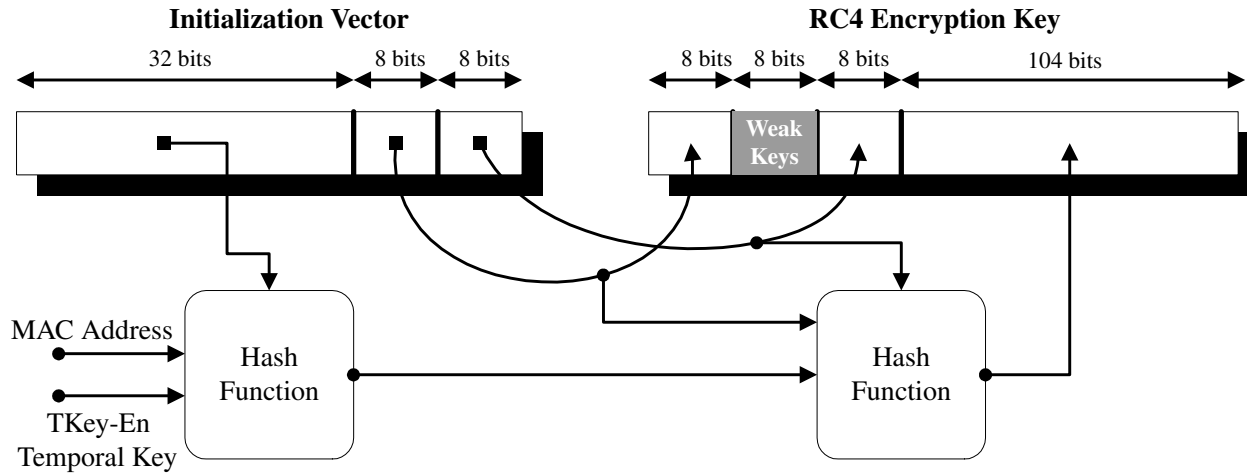 Initialization Vector
RC4 Encryption Key
32 bits
8 bits
8 bits
8 bits
8 bits
8 bits
104 bits
Weak
Keys
MAC Address
TKey-En
Temporal Key
Hash
Function
Hash
Function